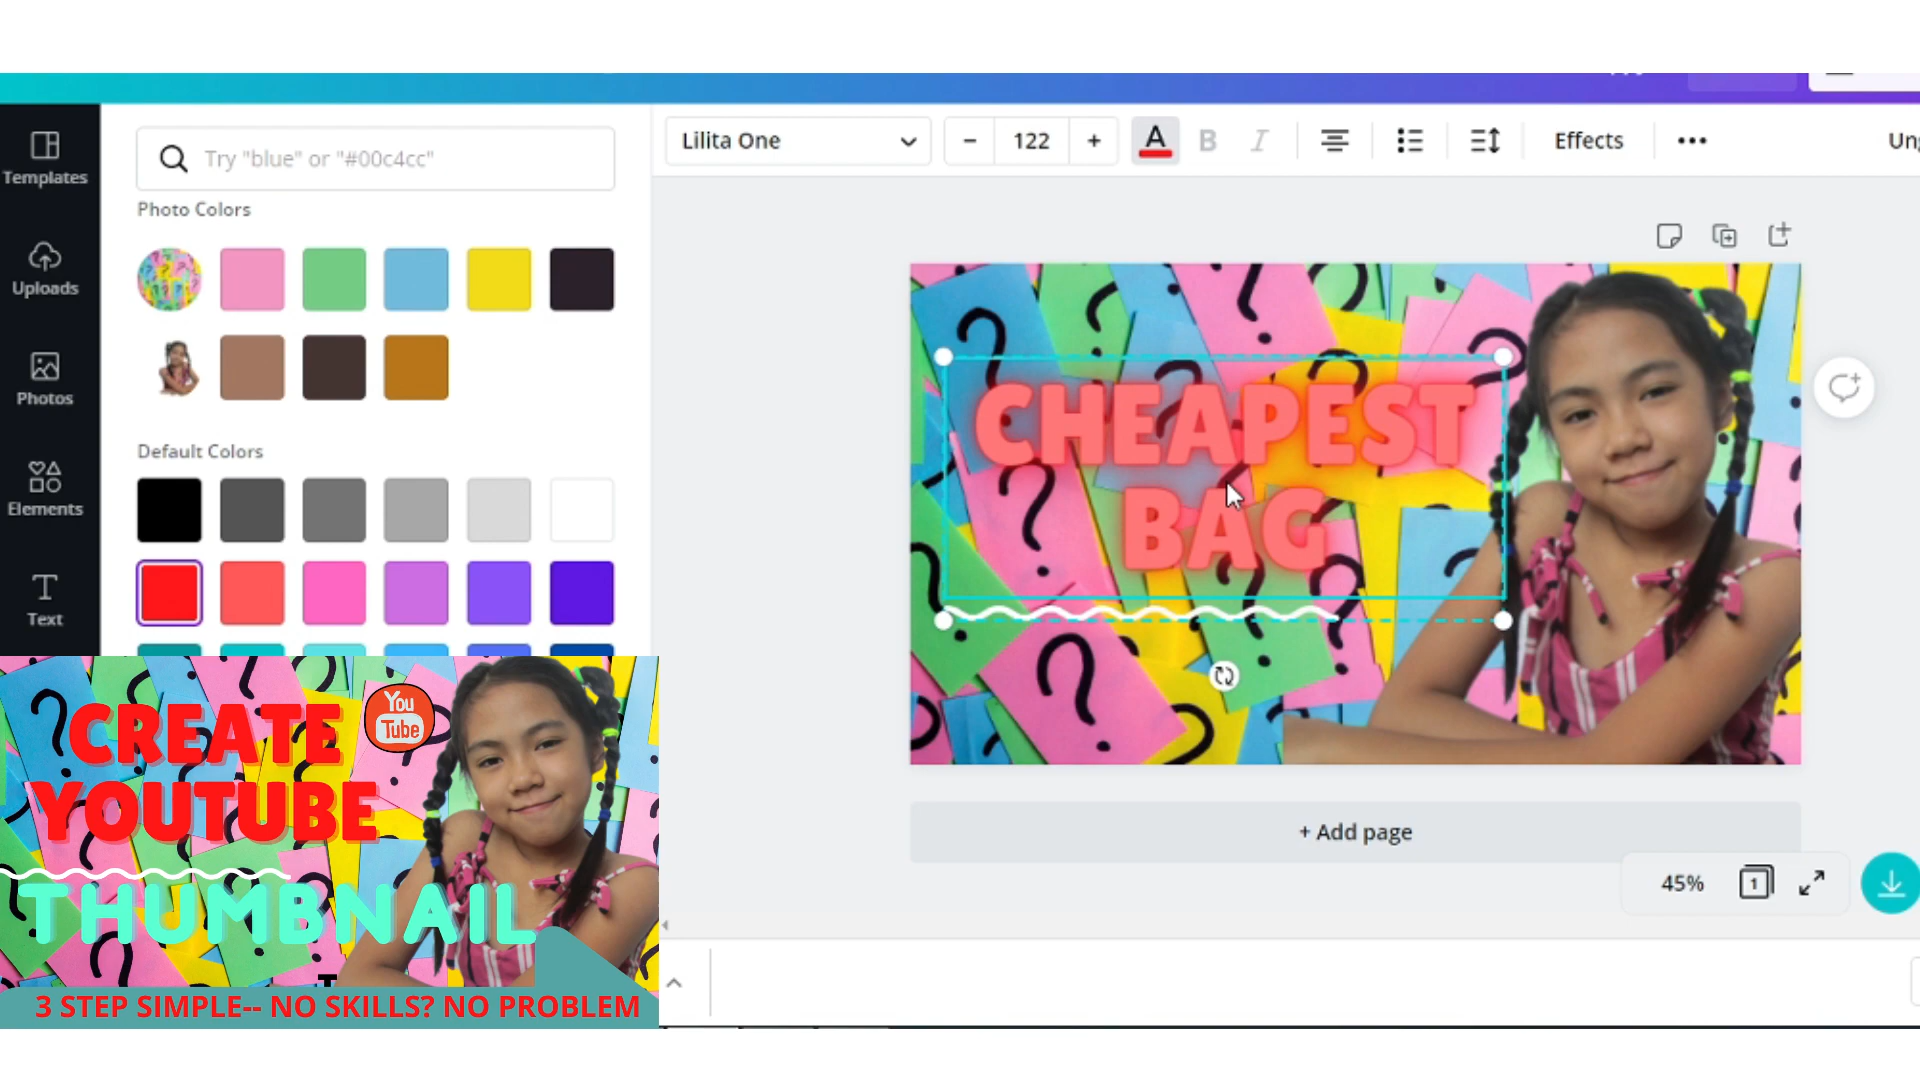 Templates
Uploads
Photos
Elements
Text
Try "blue" or "#00c4cc"
Photo Colors
Default Colors
Lilita One
− 122 +
A B I
Effects
•••
CHEAPEST
BAG
+ Add page
45%
1
CREATE
YOUTUBE
You
Tube
THUMBNAIL
3 STEP SIMPLE-- NO SKILLS? NO PROBLEM